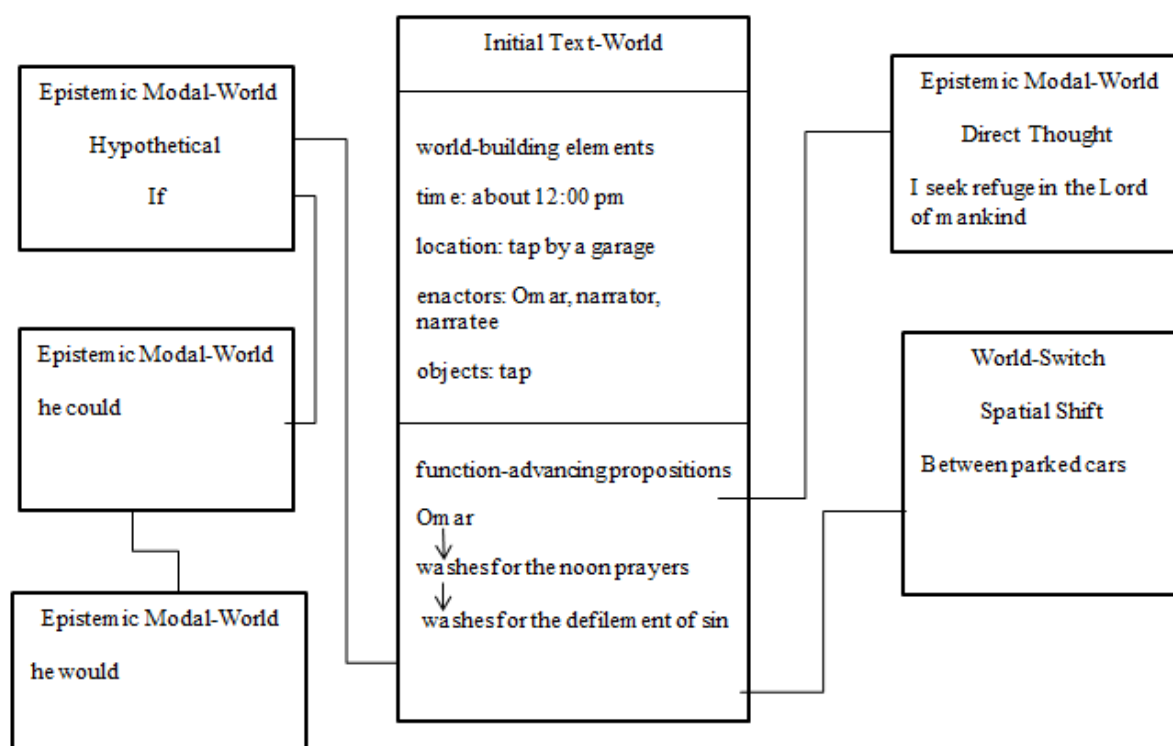 Epistemic Modal-World
Hypothetical
If
Epistemic Modal-World
he could
Epistemic Modal-World
he would
Initial Text-World
world-building elements
time: about 12:00 pm
location: tap by a garage
enactors: Omar, narrator,
narratee
objects: tap
function-advancing propositions
Omar
washes for the noon prayers
washes for the defilement of sin
Epistemic Modal-World
Direct Thought
I seek refuge in the Lord
of mankind
World-Switch
Spatial Shift
Between parked cars